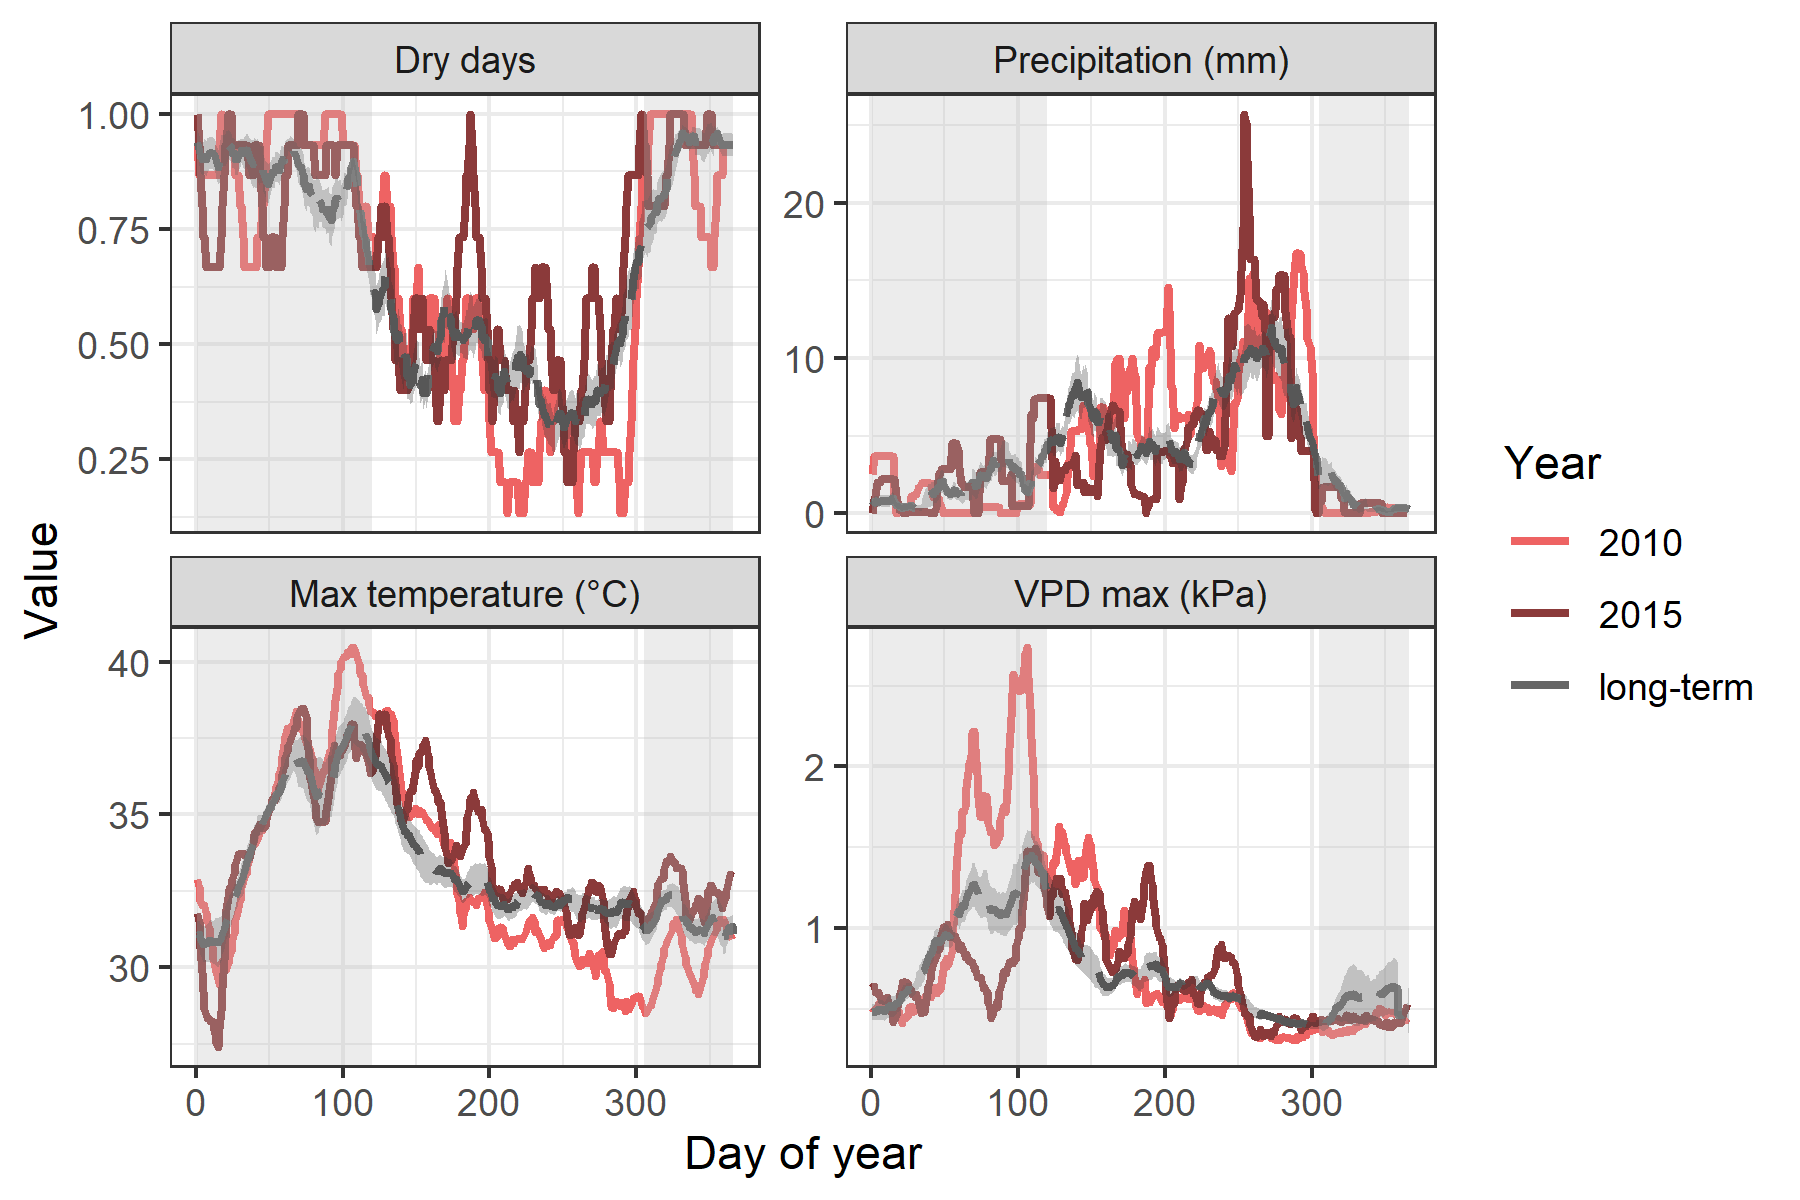 Dry days
Precipitation (mm)
1.00
0.75
0.50
0.25
20
10
0
Value
Max temperature (°C)
VPD max (kPa)
40
35
30
2
1
0 100 200 300
0 100 200 300
Day of year
Year
2010
2015
long-term